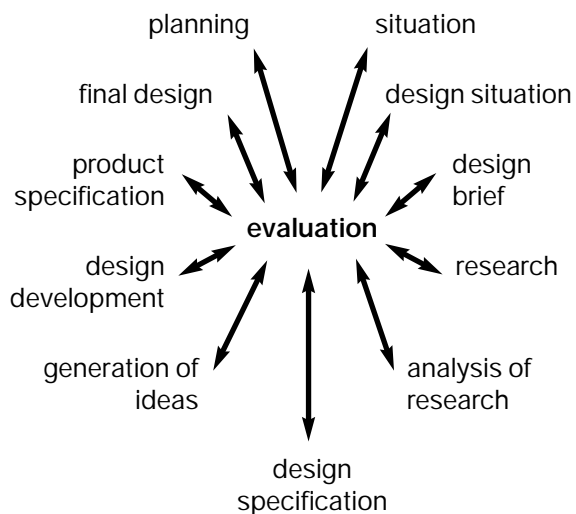 planning
situation
final design
design situation
product
specification
design
brief
evaluation
design
development
research
generation of
ideas
analysis of
research
design
specification